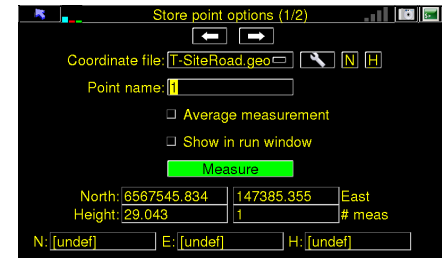 Store point options (1/2)
Coordinate file: T-SiteRoad.geo N H
Point name: 1
Average measurement
Show in run window
Measure
North: 6567545.834 147385.355 East
Height: 29.043 1 # meas
N: [undef] E: [undef] H: [undef]